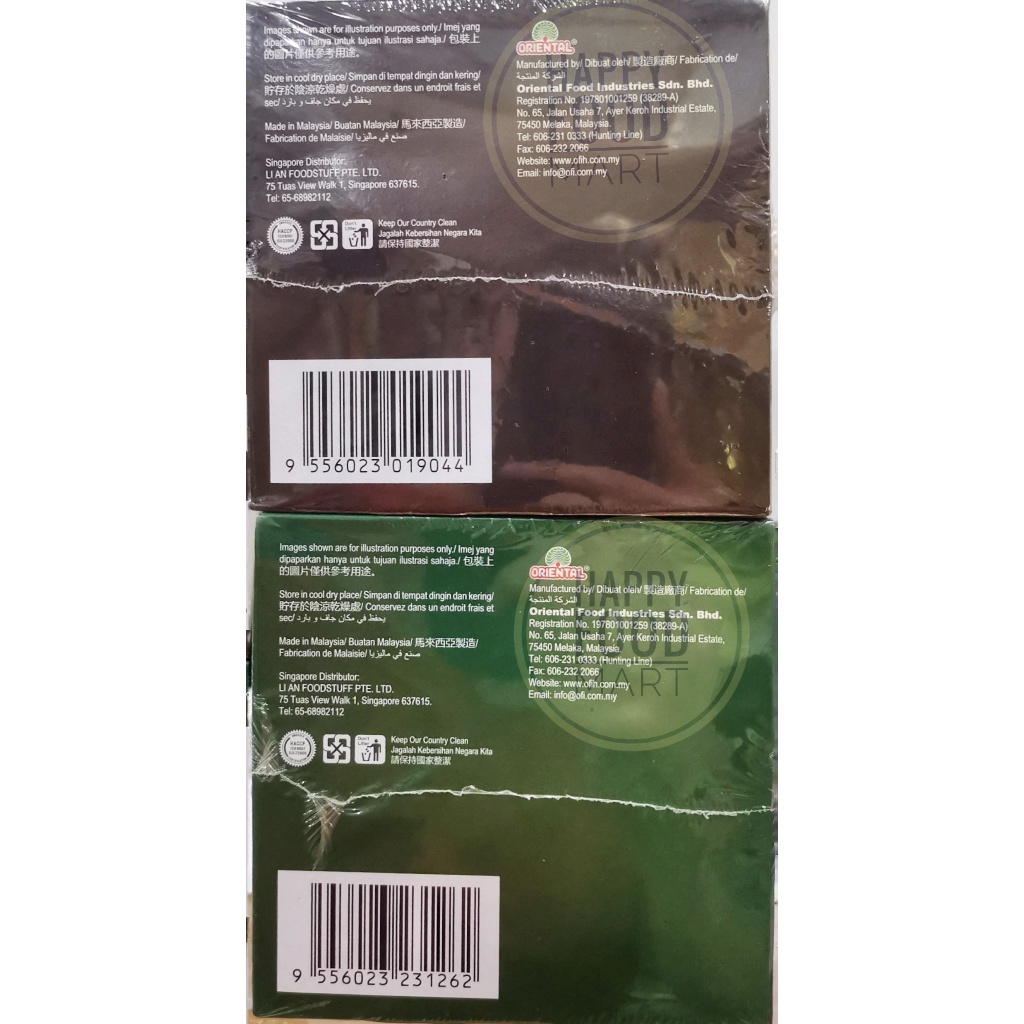 Images shown are for illustration purposes only./ Imej yang
dipaparkan hanya untuk tujuan ilustrasi sahaja./ 包裝上
的圖片僅供參考用途。
Store in cool dry place/ Simpan di tempat dingin dan kering/
貯存於陰涼乾燥處/ Conservez dans un endroit frais et
sec/ يحفظ في مكان جاف و بارد
Made in Malaysia/ Buatan Malaysia/ 馬來西亞製造/
Fabrication de Malaisie/ صنع في ماليزيا
Singapore Distributor:
LI AN FOODSTUFF PTE. LTD.
75 Tuas View Walk 1, Singapore 637615.
Tel: 65-68982112
HACCP
Don't Litter
Keep Our Country Clean
Jagalah Kebersihan Negara Kita
請保持國家整潔
ORIENTAL
Manufactured by/ Dibuat oleh/ 製造廠商/ Fabrication de/
الشركة المنتجة
Oriental Food Industries Sdn. Bhd.
Registration No. 197801001259 (38289-A)
No. 65, Jalan Usaha 7, Ayer Keroh Industrial Estate,
75450 Melaka, Malaysia.
Tel: 606-231 0333 (Hunting Line)
Fax: 606-232 2066
Website: www.ofih.com.my
Email: info@ofi.com.my
HAPPY
FOOD
MART
9 556023 019044
Images shown are for illustration purposes only./ Imej yang
dipaparkan hanya untuk tujuan ilustrasi sahaja./ 包裝上
的圖片僅供參考用途。
Store in cool dry place/ Simpan di tempat dingin dan kering/
貯存於陰涼乾燥處/ Conservez dans un endroit frais et
sec/ يحفظ في مكان جاف و بارد
Made in Malaysia/ Buatan Malaysia/ 馬來西亞製造/
Fabrication de Malaisie/ صنع في ماليزيا
Singapore Distributor:
LI AN FOODSTUFF PTE. LTD.
75 Tuas View Walk 1, Singapore 637615.
Tel: 65-68982112
HACCP
Don't Litter
Keep Our Country Clean
Jagalah Kebersihan Negara Kita
請保持國家整潔
ORIENTAL
Manufactured by/ Dibuat oleh/ 製造廠商/ Fabrication de/
الشركة المنتجة
Oriental Food Industries Sdn. Bhd.
Registration No. 197801001259 (38289-A)
No. 65, Jalan Usaha 7, Ayer Keroh Industrial Estate,
75450 Melaka, Malaysia.
Tel: 606-231 0333 (Hunting Line)
Fax: 606-232 2066
Website: www.ofih.com.my
Email: info@ofi.com.my
HAPPY
FOOD
MART
9 556023 231262